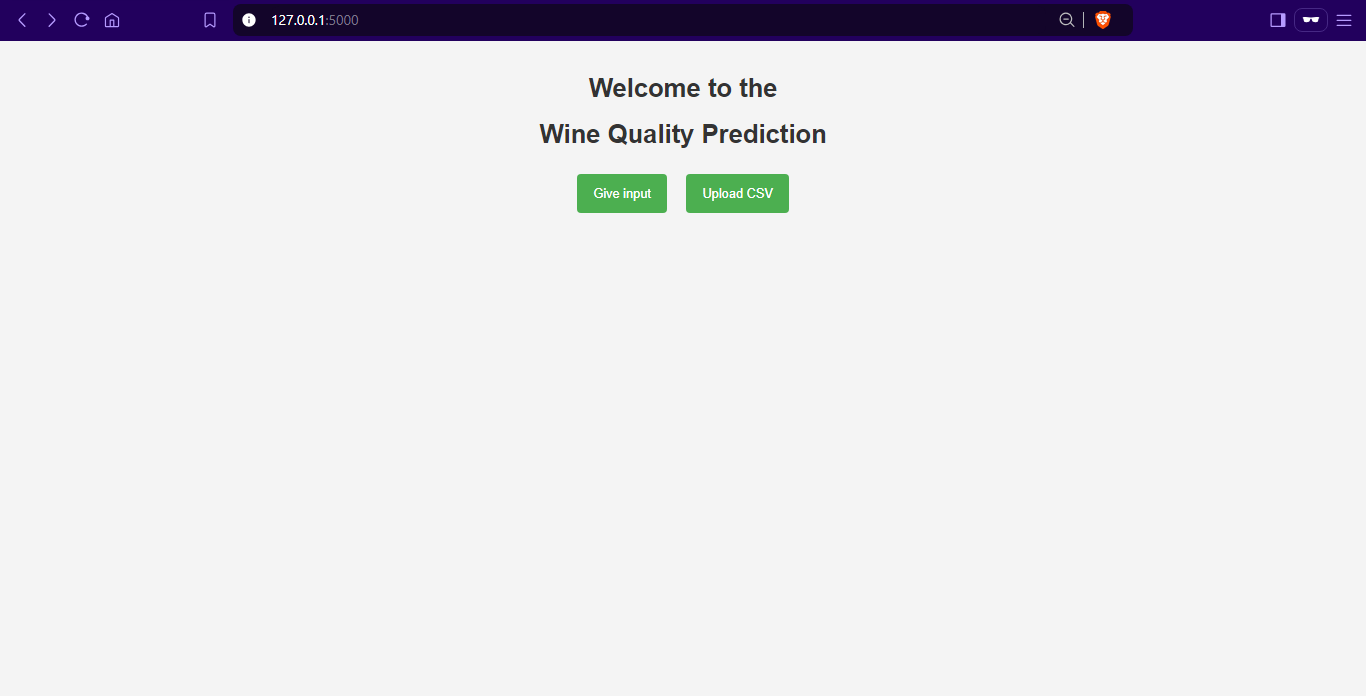 127.0.0.1:5000
Welcome to the
Wine Quality Prediction
Give input
Upload CSV